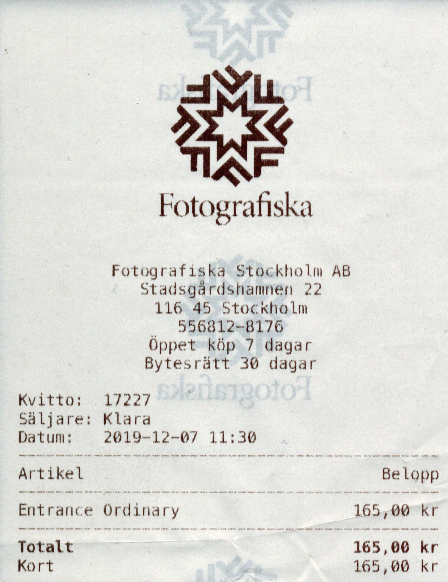 Fotografiska
Fotografiska Stockholm AB
Stadsgårdshamnen 22
116 45 Stockholm
556812-8176
Öppet köp 7 dagar
Bytesrätt 30 dagar
Kvitto: 17227
Säljare: Klara
Datum: 2019-12-07 11:30
Artikel Belopp
Entrance Ordinary 165,00 kr
Totalt 165,00 kr
Kort 165,00 kr